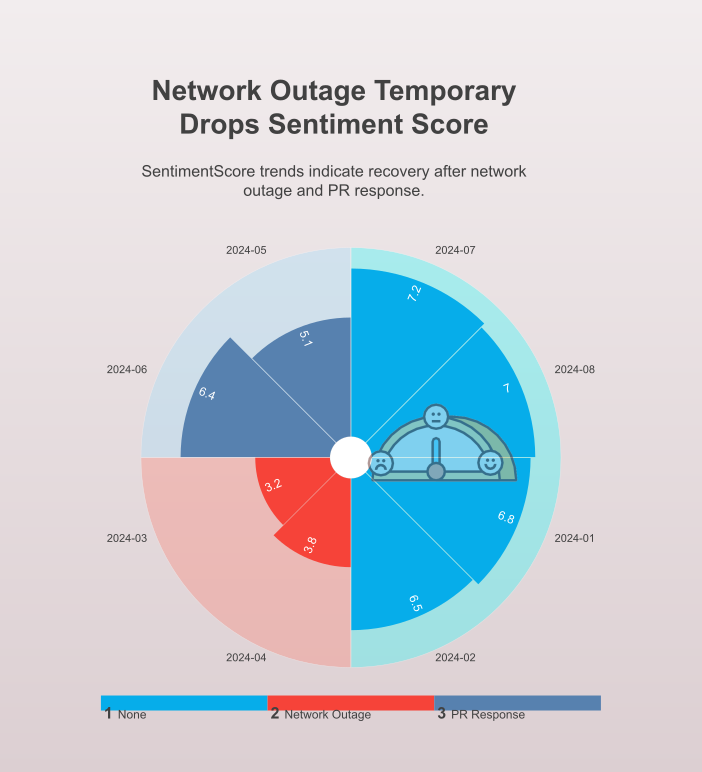 Network Outage Temporary
Drops Sentiment Score
SentimentScore trends indicate recovery after network
outage and PR response.
2024-05
2024-07
7.2
5.1
2024-06
2024-08
6.4
7
3.2
6.8
2024-03
2024-01
3.8
6.5
2024-04
2024-02
1 None
2 Network Outage
3 PR Response